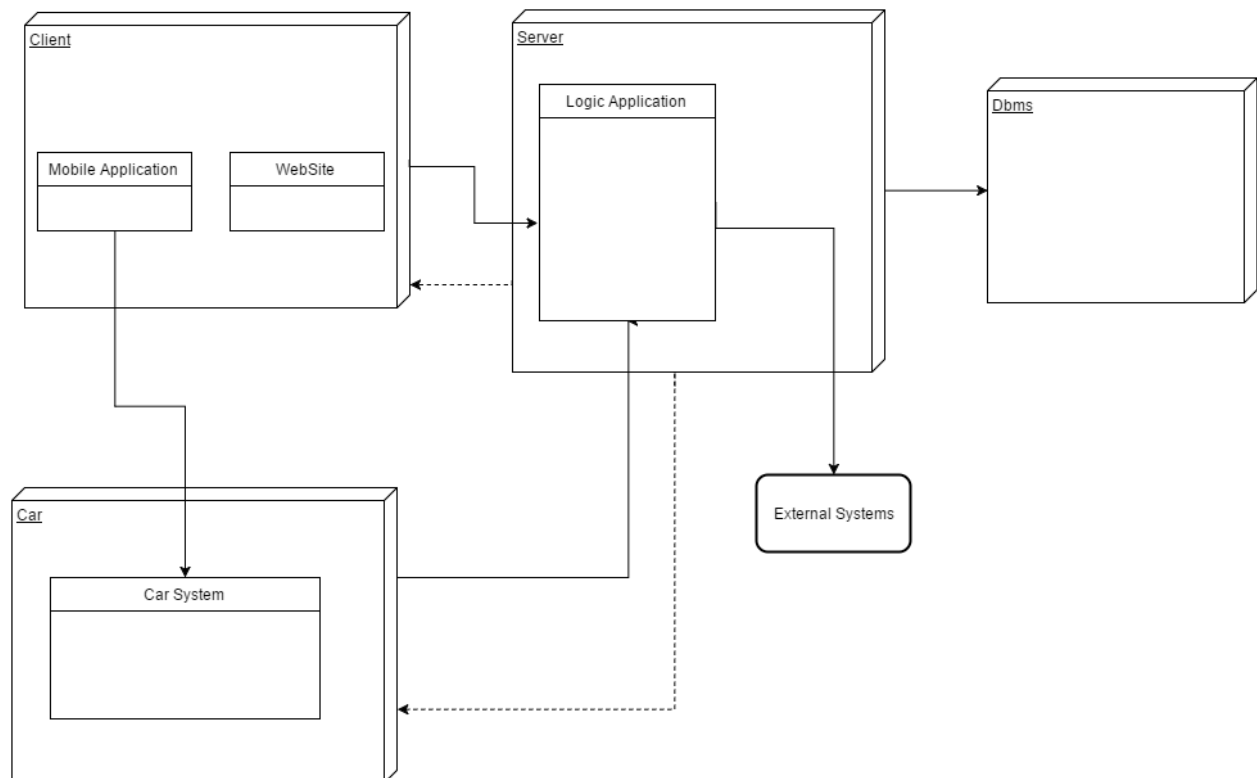 Client
Server
Dbms
Logic Application
Mobile Application
WebSite
External Systems
Car
Car System